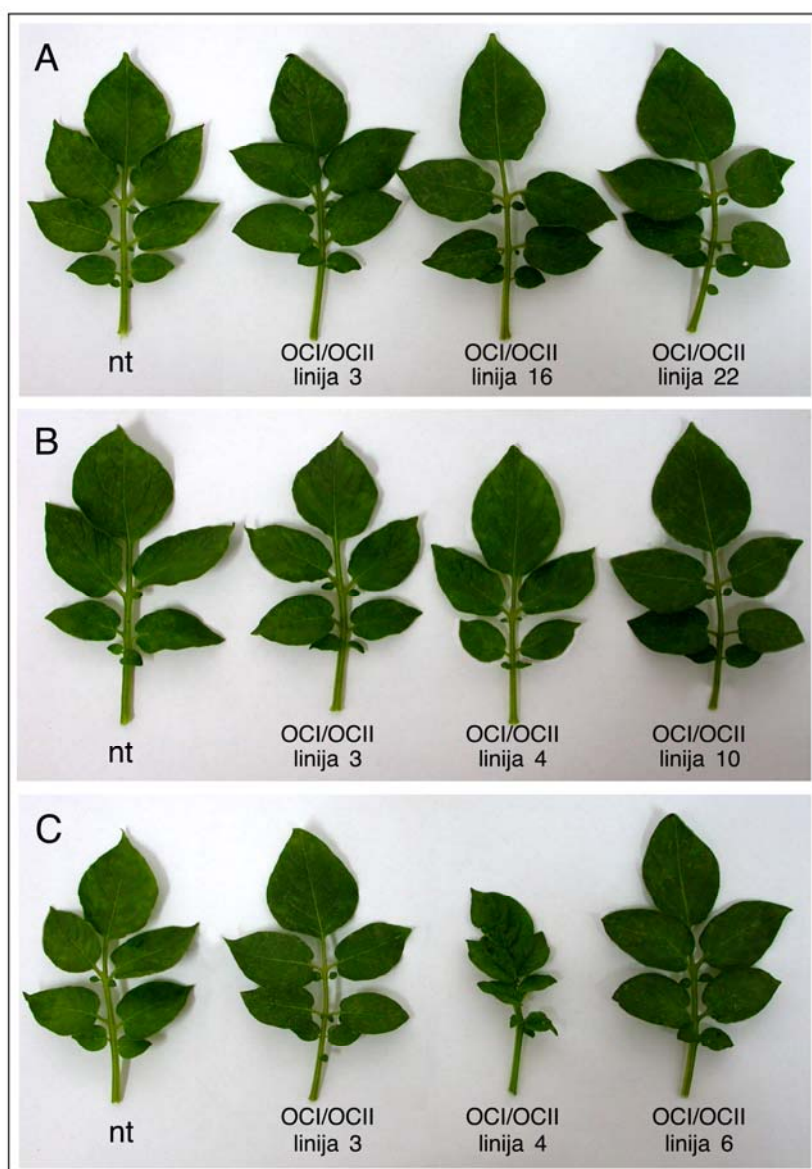 A
nt
OCI/OCII
linija 3
OCI/OCII
linija 16
OCI/OCII
linija 22
B
nt
OCI/OCII
linija 3
OCI/OCII
linija 4
OCI/OCII
linija 10
C
nt
OCI/OCII
linija 3
OCI/OCII
linija 4
OCI/OCII
linija 6